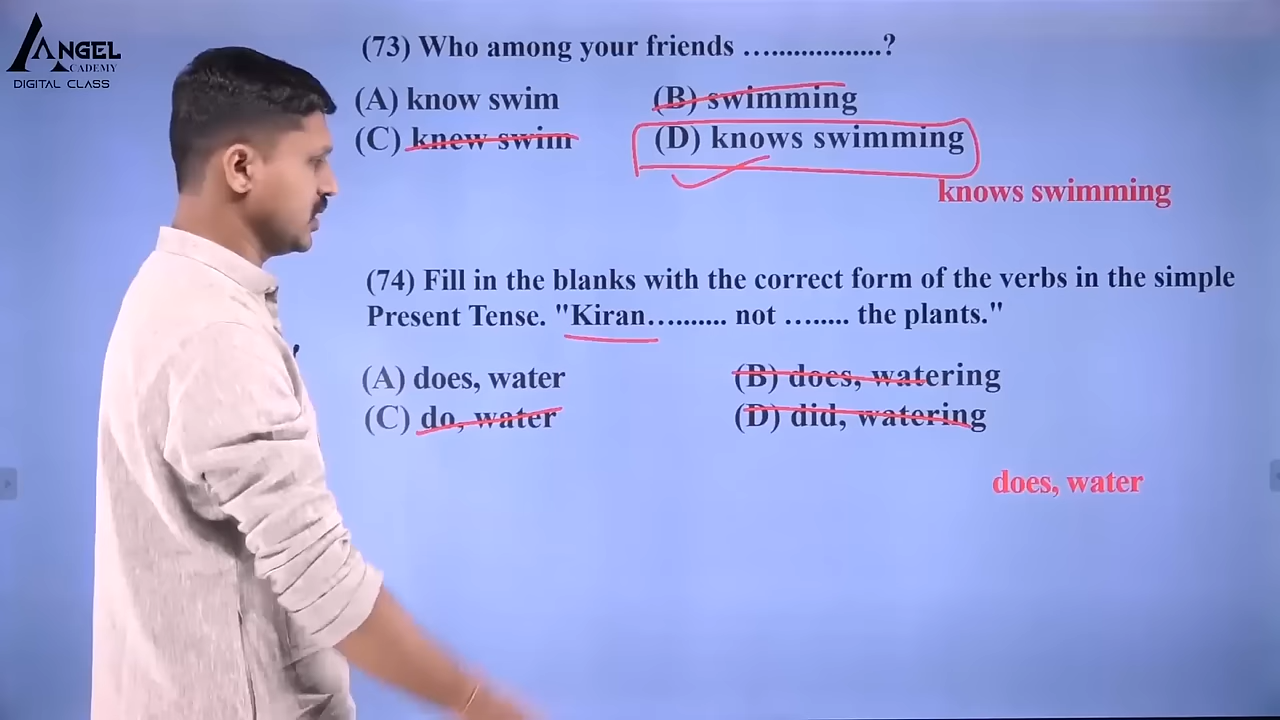 ANGEL
ACADEMY
DIGITAL CLASS
(73) Who among your friends ...................?
(A) know swim (B) swimming
(C) knew swim (D) knows swimming
knows swimming
(74) Fill in the blanks with the correct form of the verbs in the simple
Present Tense. "Kiran.......... not ........ the plants."
(A) does, water (B) does, watering
(C) do, water (D) did, watering
does, water